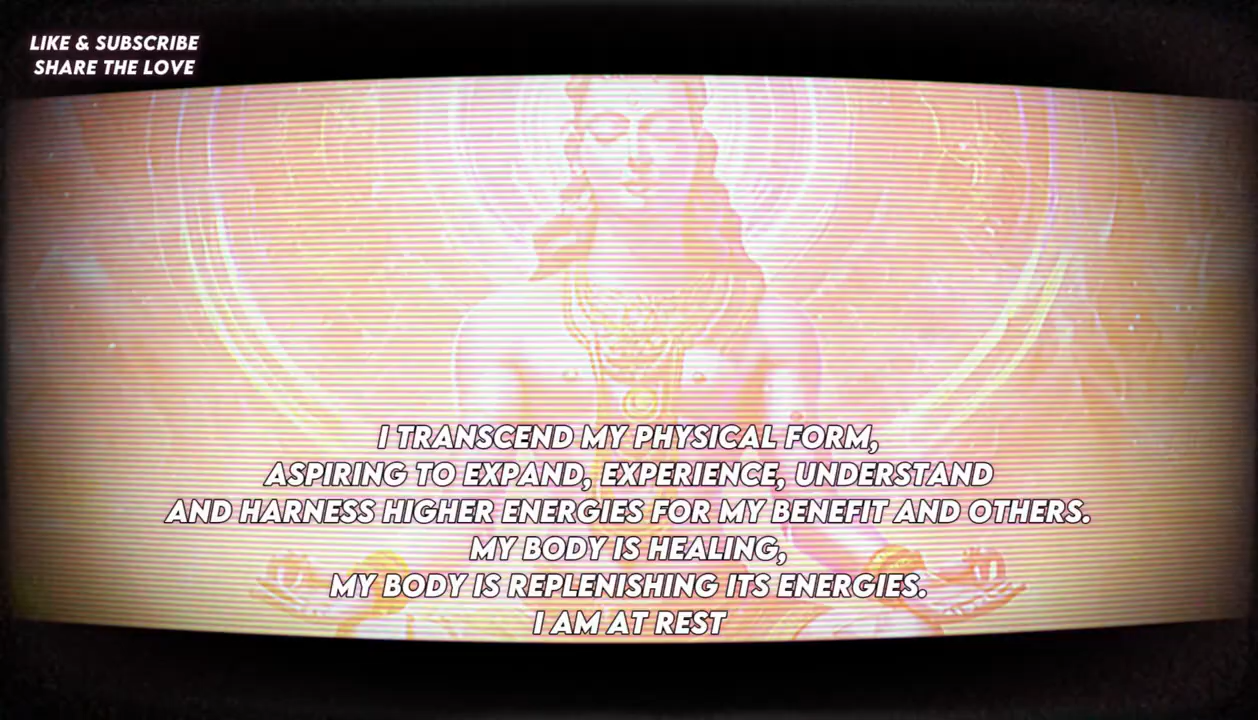 LIKE & SUBSCRIBE
SHARE THE LOVE
I TRANSCEND MY PHYSICAL FORM,
ASPIRING TO EXPAND, EXPERIENCE, UNDERSTAND
AND HARNESS HIGHER ENERGIES FOR MY BENEFIT AND OTHERS.
MY BODY IS HEALING,
MY BODY IS REPLENISHING ITS ENERGIES.
I AM AT REST